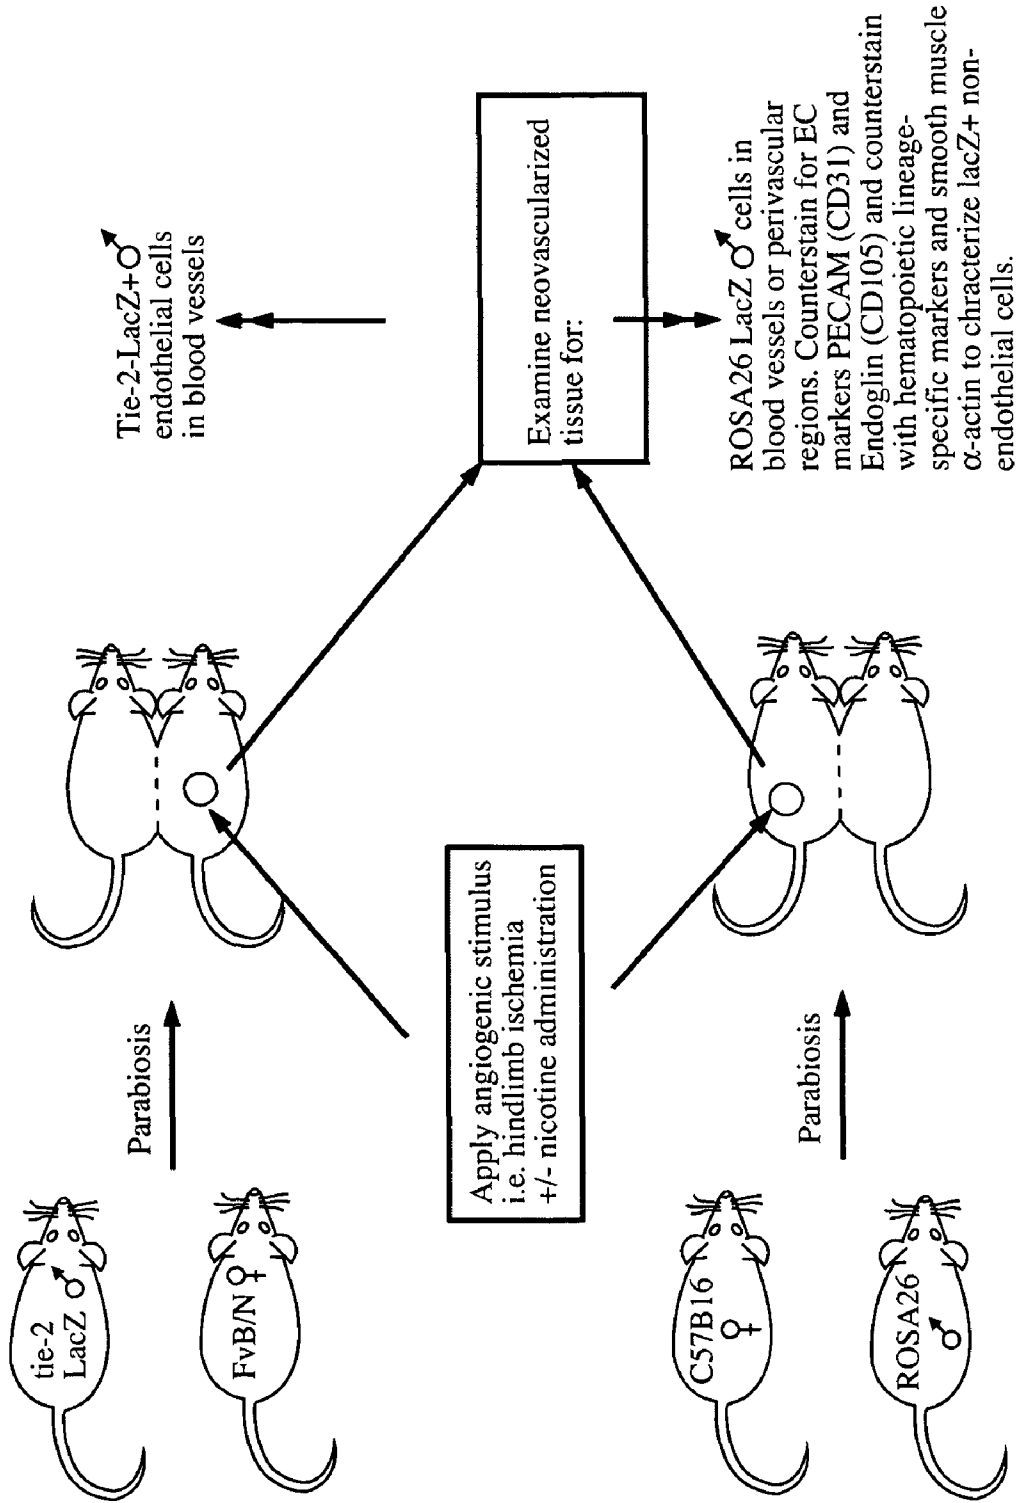 tie-2
LacZ ♂
FvB/N ♀
Parabiosis
Apply angiogenic stimulus
i.e. hindlimb ischemia
+/- nicotine administration
C57B16
♀
ROSA26
♂
Parabiosis
Tie-2-LacZ+♂
endothelial cells
in blood vessels
Examine neovascularized
tissue for:
ROSA26 LacZ ♂ cells in
blood vessels or perivascular
regions. Counterstain for EC
markers PECAM (CD31) and
Endoglin (CD105) and counterstain
with hematopoietic lineage-
specific markers and smooth muscle
α-actin to chracterize lacZ+ non-
endothelial cells.